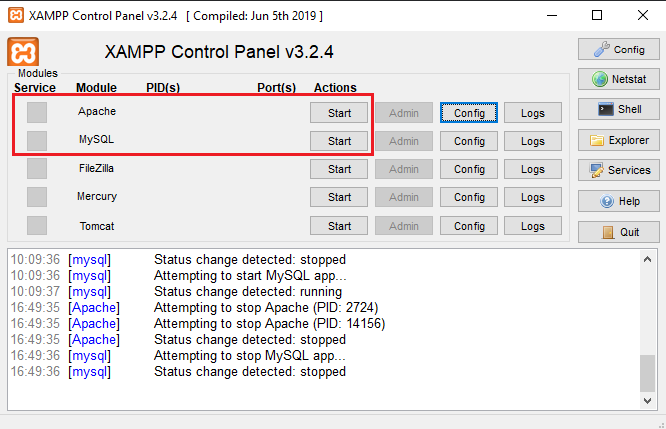 XAMPP Control Panel v3.2.4 [ Compiled: Jun 5th 2019 ]
XAMPP Control Panel v3.2.4
Config
Modules
Service Module PID(s) Port(s) Actions
Netstat
Apache Start Admin Config Logs
Shell
MySQL Start Admin Config Logs
Explorer
FileZilla Start Admin Config Logs
Services
Mercury Start Admin Config Logs
Help
Tomcat Start Admin Config Logs
Quit
10:09:36 [mysql] Status change detected: stopped
10:09:36 [mysql] Attempting to start MySQL app...
10:09:37 [mysql] Status change detected: running
16:49:35 [Apache] Attempting to stop Apache (PID: 2724)
16:49:35 [Apache] Attempting to stop Apache (PID: 14156)
16:49:35 [Apache] Status change detected: stopped
16:49:36 [mysql] Attempting to stop MySQL app...
16:49:36 [mysql] Status change detected: stopped